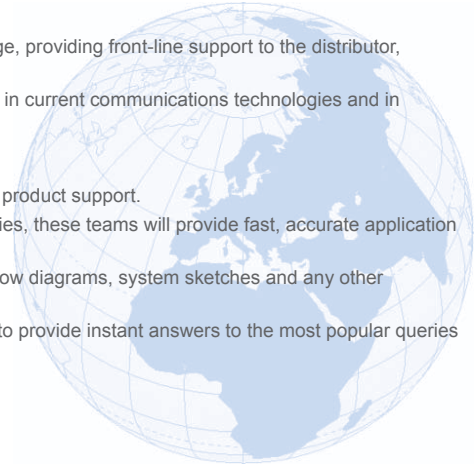 ge, providing front-line support to the distributor,
in current communications technologies and in
product support.
ies, these teams will provide fast, accurate application
ow diagrams, system sketches and any other
to provide instant answers to the most popular queries